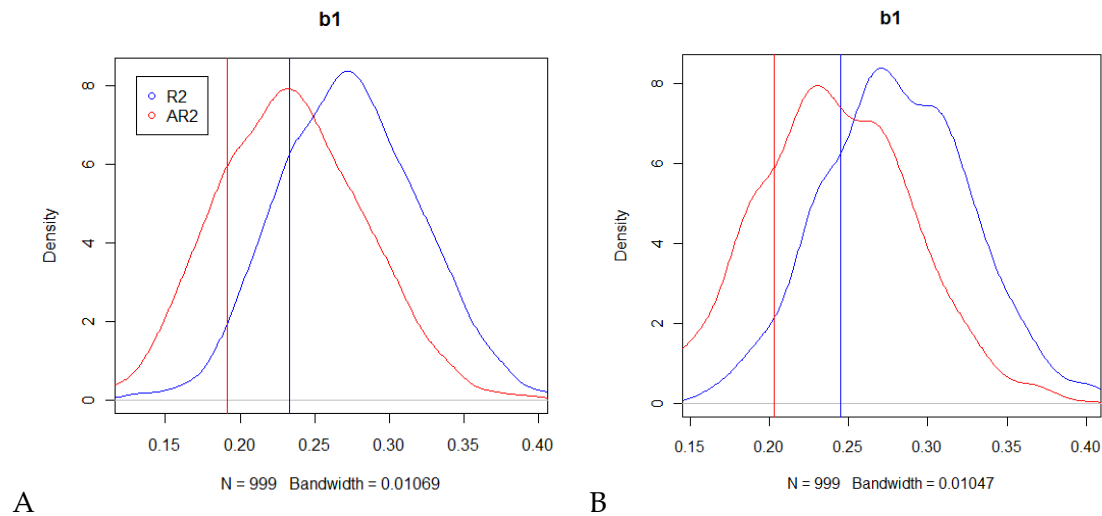 b1
Density
8
6
4
2
0
R2
AR2
0.15 0.20 0.25 0.30 0.35 0.40
N = 999 Bandwidth = 0.01069
A
b1
Density
8
6
4
2
0
0.15 0.20 0.25 0.30 0.35 0.40
N = 999 Bandwidth = 0.01047
B